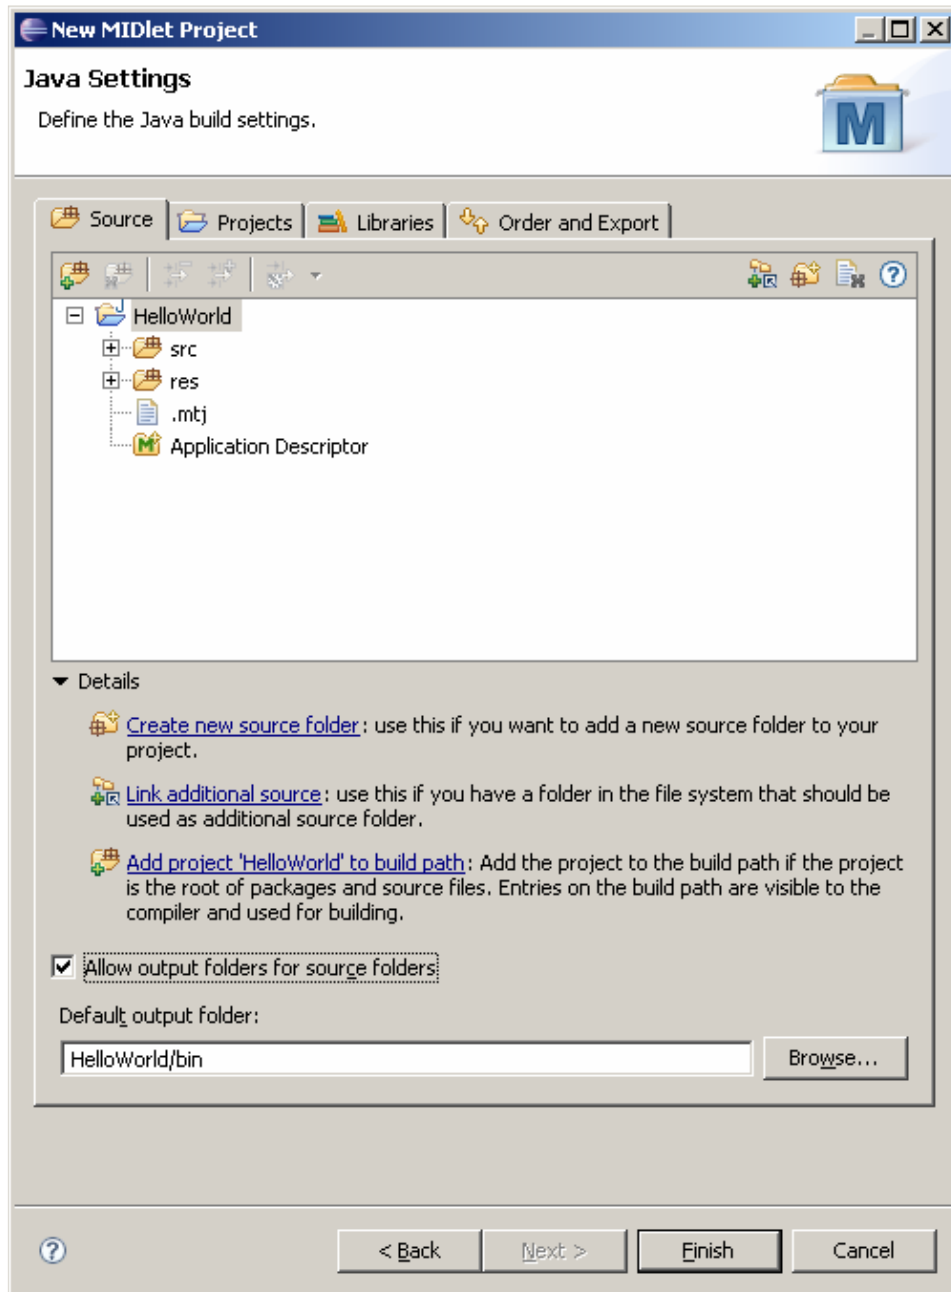 New MIDlet Project
Java Settings
Define the Java build settings.
M
Source Projects Libraries Order and Export
HelloWorld
src
res
.mtj
Application Descriptor
Details
Create new source folder: use this if you want to add a new source folder to your
project.
Link additional source: use this if you have a folder in the file system that should be
used as additional source folder.
Add project 'HelloWorld' to build path: Add the project to the build path if the project
is the root of packages and source files. Entries on the build path are visible to the
compiler and used for building.
Allow output folders for source folders
Default output folder:
HelloWorld/bin
Browse...
< Back Next > Finish Cancel